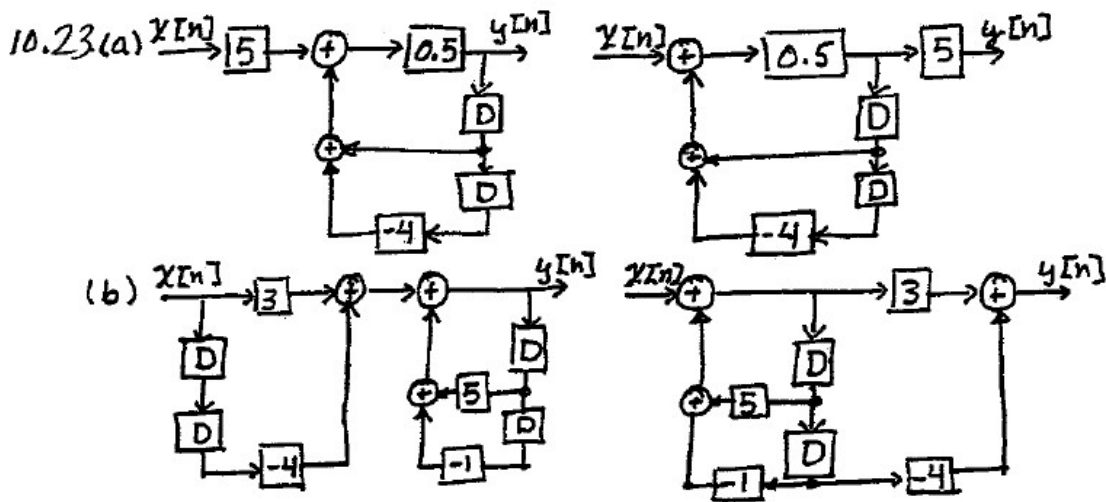 10.23(a) x[n] 5 + 0.5 y[n] x[n] + 0.5 5 y[n]
D D
+ +
D D
-4 -4
(b) x[n] 3 + + y[n] x[n] + 3 + y[n]
D D D
+ 5 + 5
D D D
-4 -1 -1 -4